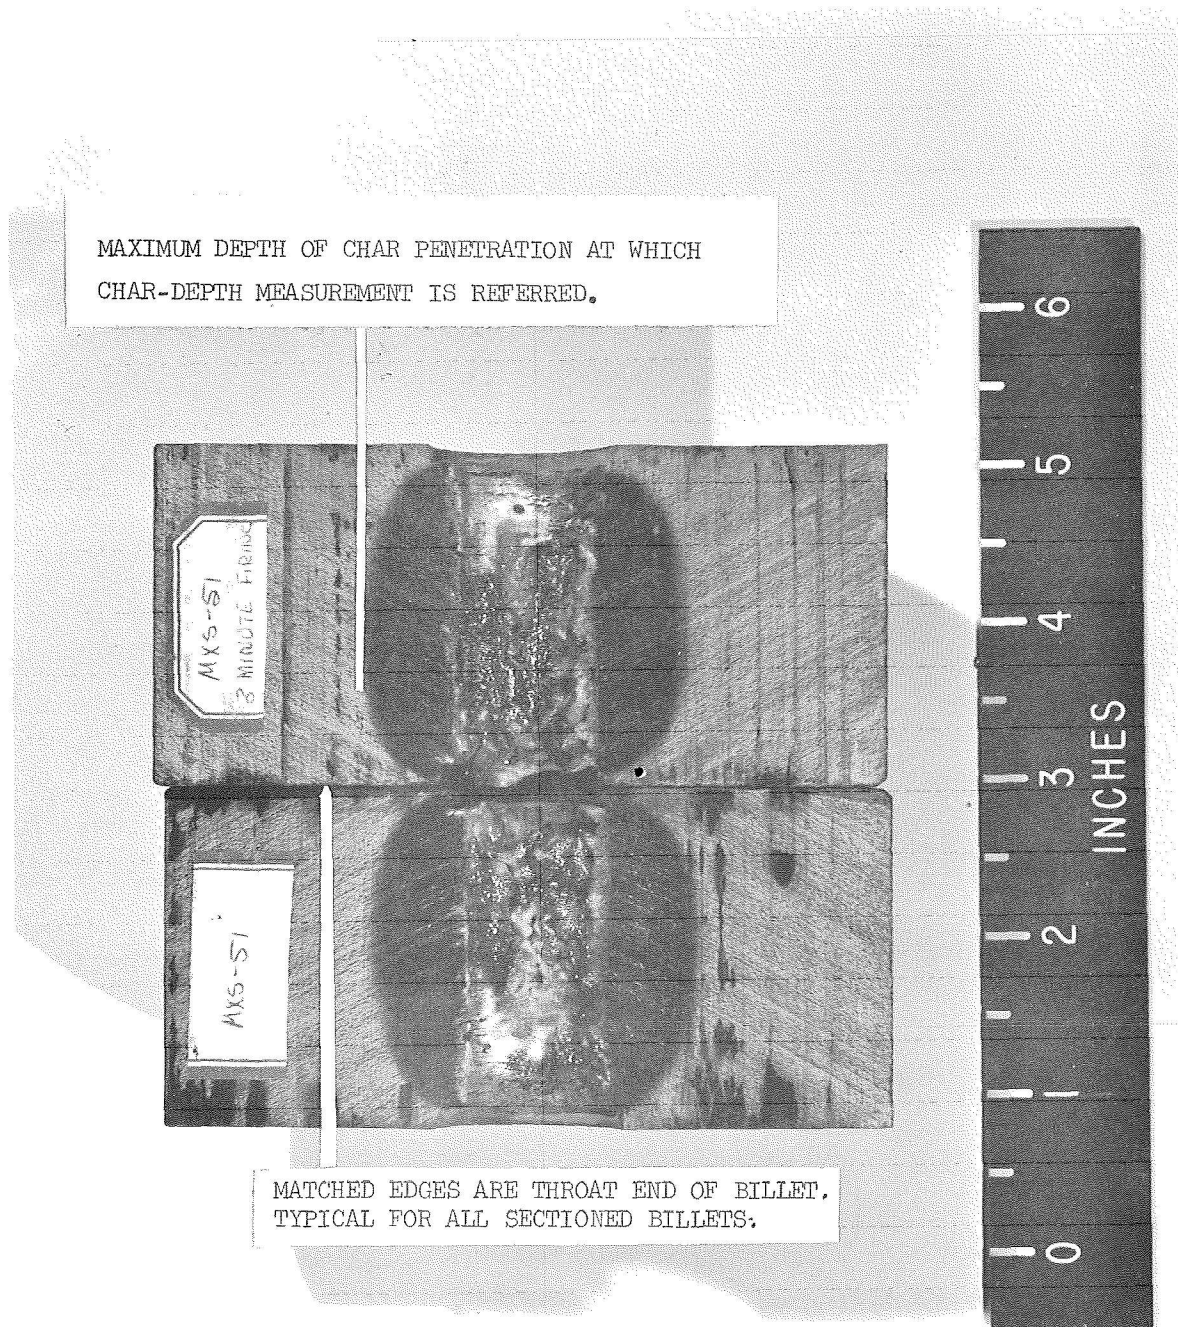 MAXIMUM DEPTH OF CHAR PENETRATION AT WHICH
CHAR-DEPTH MEASUREMENT IS REFERRED.
MXS-51
3 MINUTE FIRING
MXS-51
MATCHED EDGES ARE THROAT END OF BILLET.
TYPICAL FOR ALL SECTIONED BILLETS.
6
5
4
3
2
1
0
INCHES